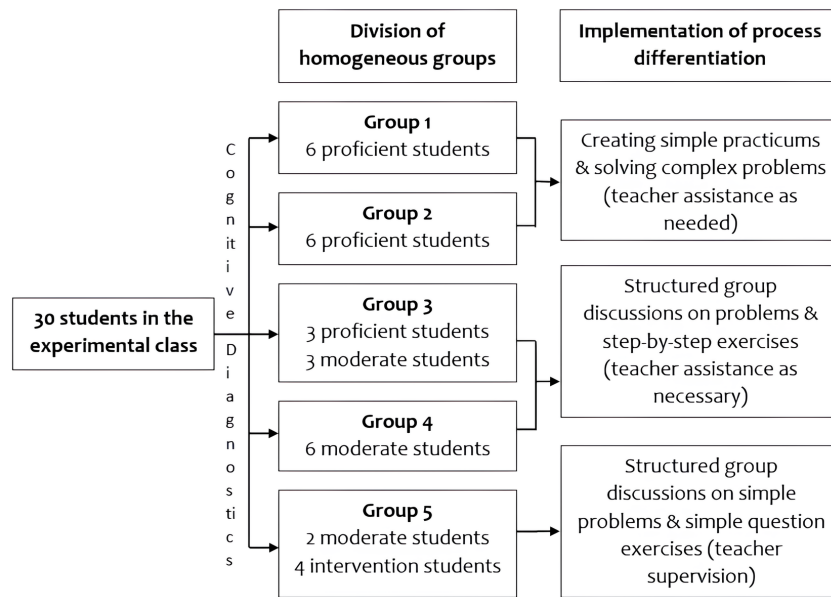 Division of
homogeneous groups
Implementation of process
differentiation
30 students in the
experimental class
Cognitive Diagnostics
Group 1
6 proficient students
Group 2
6 proficient students
Group 3
3 proficient students
3 moderate students
Group 4
6 moderate students
Group 5
2 moderate students
4 intervention students
Creating simple practicums
& solving complex problems
(teacher assistance as
needed)
Structured group
discussions on problems &
step-by-step exercises
(teacher assistance as
necessary)
Structured group
discussions on simple
problems & simple question
exercises (teacher
supervision)